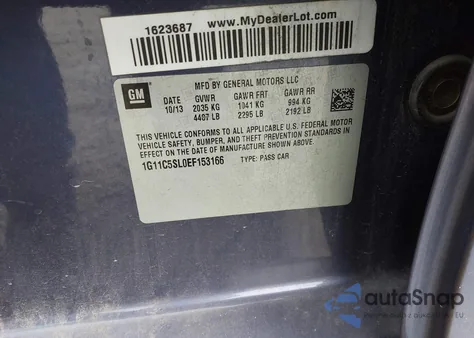 1623687
www.MyDealerLot.com
GM
MFD BY GENERAL MOTORS LLC
DATE GVWR GAWR FRT GAWR RR
10/13 2035 KG 1041 KG 994 KG
4407 LB 2295 LB 2192 LB
THIS VEHICLE CONFORMS TO ALL APPLICABLE U.S. FEDERAL MOTOR
VEHICLE SAFETY, BUMPER, AND THEFT PREVENTION STANDARDS
IN EFFECT ON THE DATE OF MANUFACTURE SHOWN ABOVE.
1G11C5SL0EF153166 TYPE: PASS CAR
autoSnap